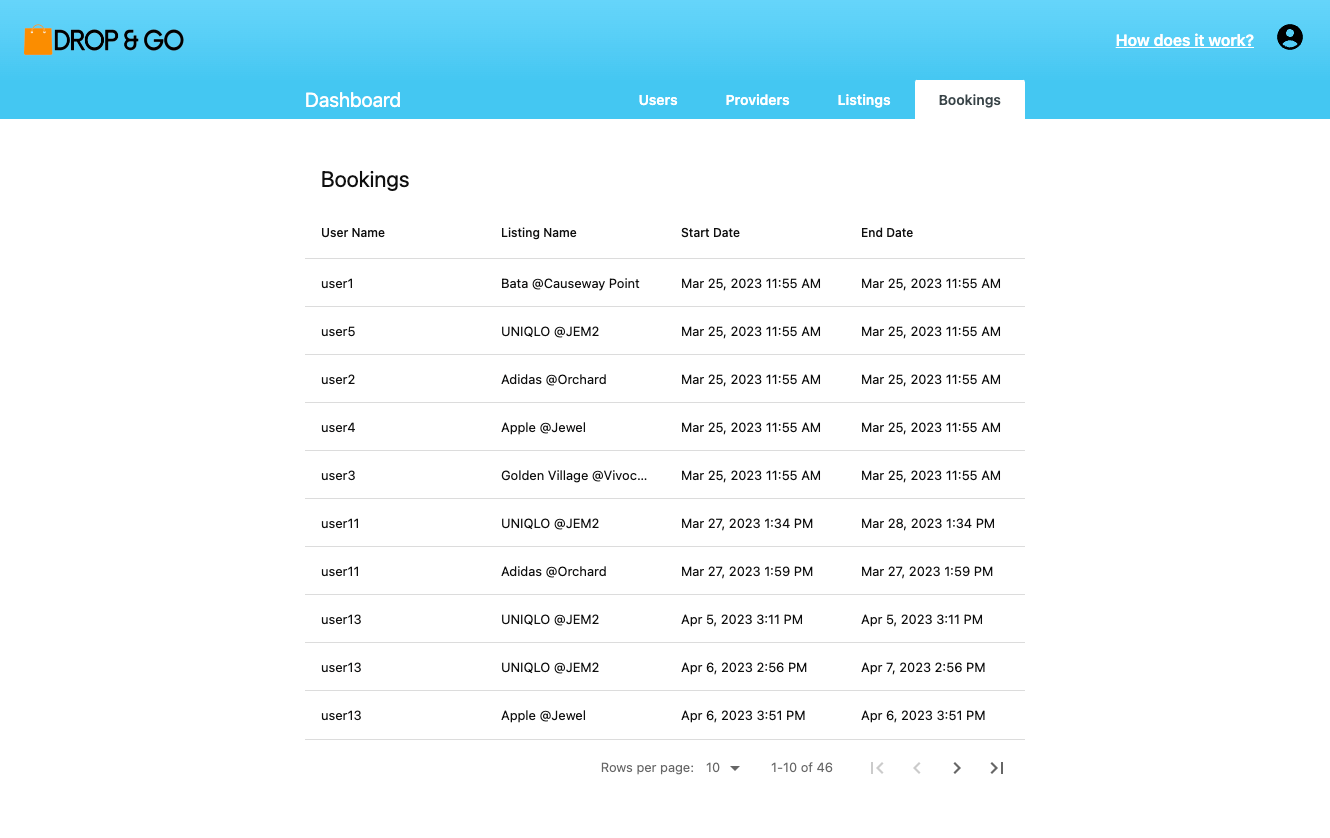 DROP & GO
How does it work?
Dashboard Users Providers Listings Bookings
Bookings
User Name Listing Name Start Date End Date
user1 Bata @Causeway Point Mar 25, 2023 11:55 AM Mar 25, 2023 11:55 AM
user5 UNIQLO @JEM2 Mar 25, 2023 11:55 AM Mar 25, 2023 11:55 AM
user2 Adidas @Orchard Mar 25, 2023 11:55 AM Mar 25, 2023 11:55 AM
user4 Apple @Jewel Mar 25, 2023 11:55 AM Mar 25, 2023 11:55 AM
user3 Golden Village @Vivoc... Mar 25, 2023 11:55 AM Mar 25, 2023 11:55 AM
user11 UNIQLO @JEM2 Mar 27, 2023 1:34 PM Mar 28, 2023 1:34 PM
user11 Adidas @Orchard Mar 27, 2023 1:59 PM Mar 27, 2023 1:59 PM
user13 UNIQLO @JEM2 Apr 5, 2023 3:11 PM Apr 5, 2023 3:11 PM
user13 UNIQLO @JEM2 Apr 6, 2023 2:56 PM Apr 7, 2023 2:56 PM
user13 Apple @Jewel Apr 6, 2023 3:51 PM Apr 6, 2023 3:51 PM
Rows per page: 10 1-10 of 46